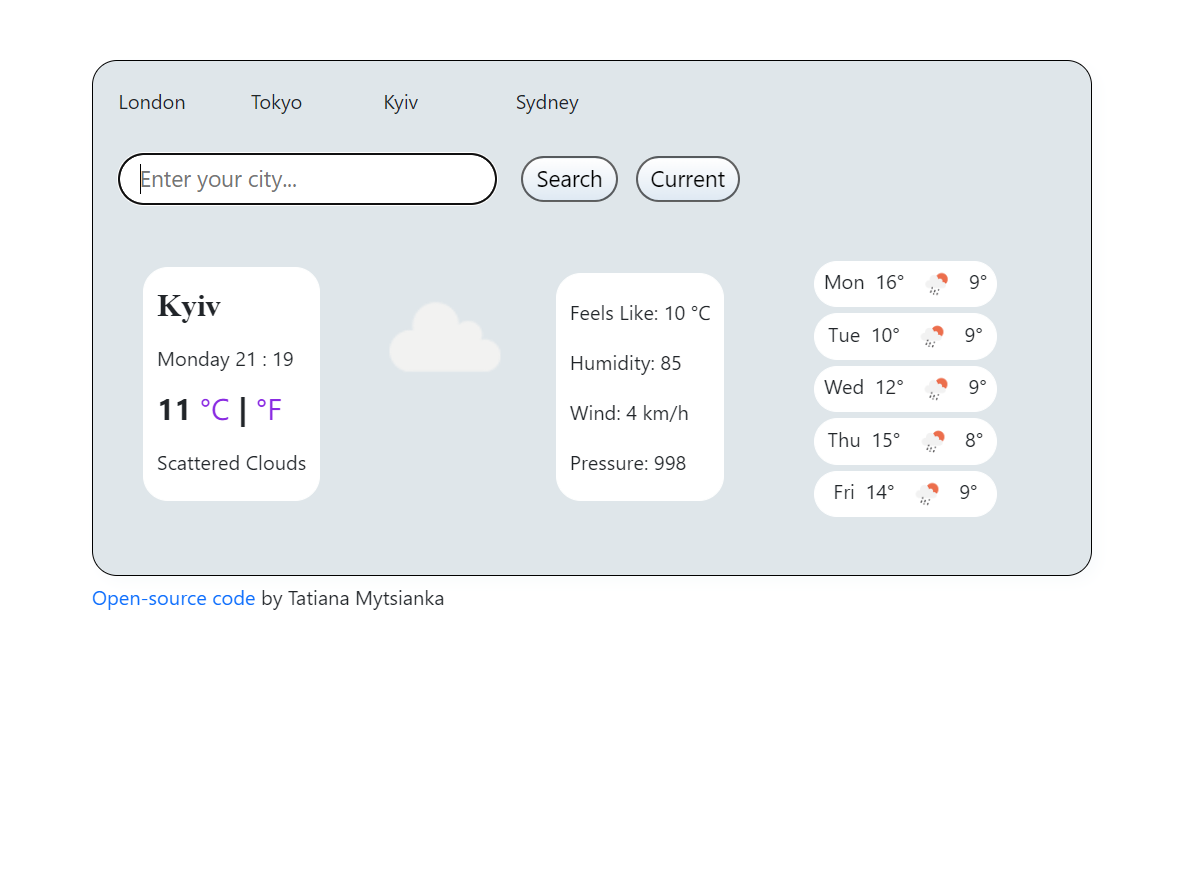 London Tokyo Kyiv Sydney
Enter your city...
Search Current
Kyiv
Monday 21 : 19
11 °C | °F
Scattered Clouds
Feels Like: 10 °C
Humidity: 85
Wind: 4 km/h
Pressure: 998
Mon 16° 9°
Tue 10° 9°
Wed 12° 9°
Thu 15° 8°
Fri 14° 9°
Open-source code by Tatiana Mytsianka